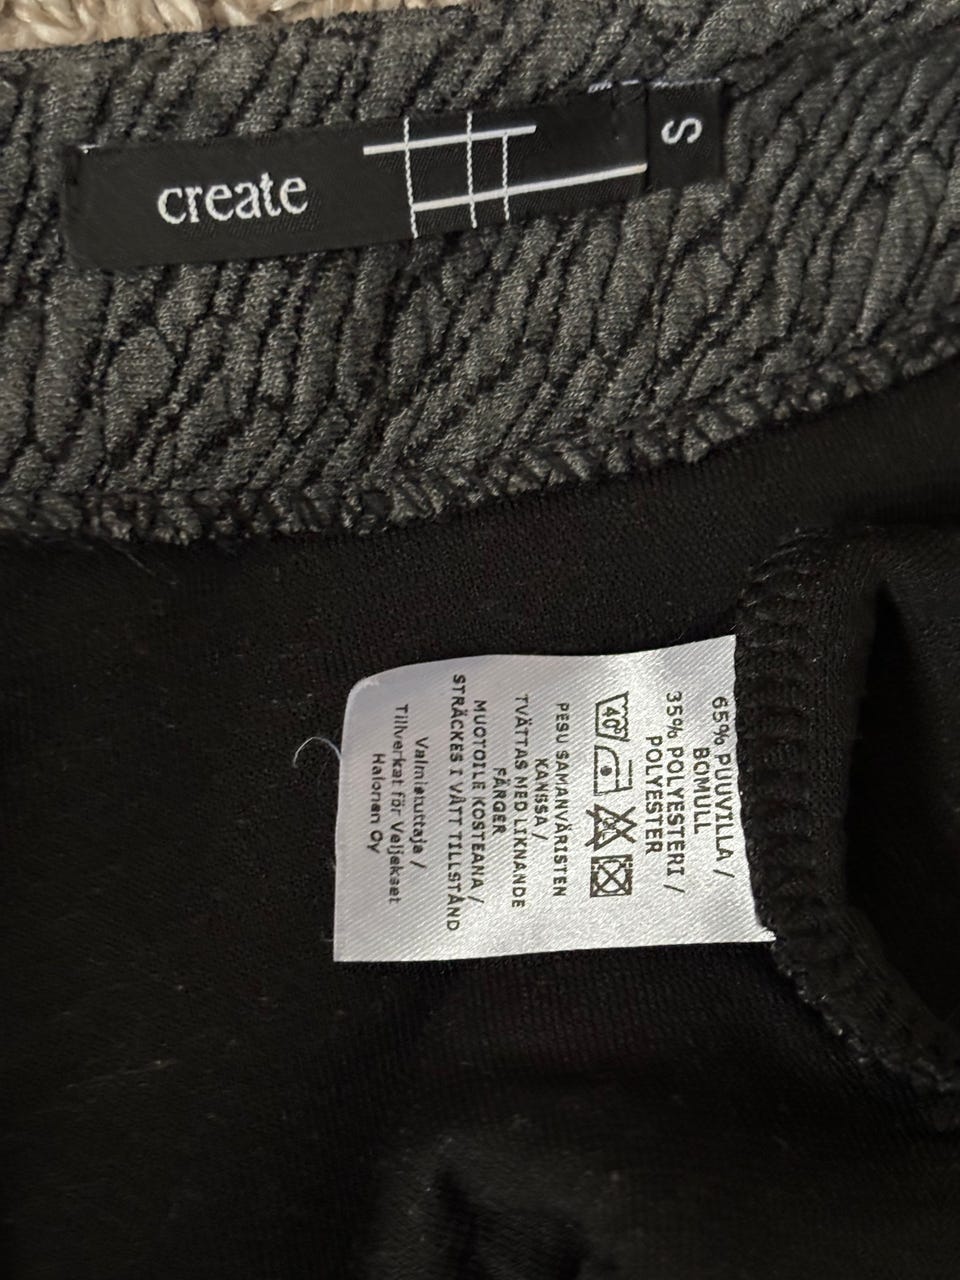 create
S
65% PUUVILLA /
BOMULL
35% POLYESTERI /
POLYESTER
40°
PESU SAMANVÄRISTEN
KANSSA /
TVÄTTAS MED LIKNANDE
FÄRGER
MUOTOILE KOSTEANA /
STRÄCKES I VÅTT TILLSTÅND
Valmistuttaja /
Tillverkat för Veljekset
Halonen Oy